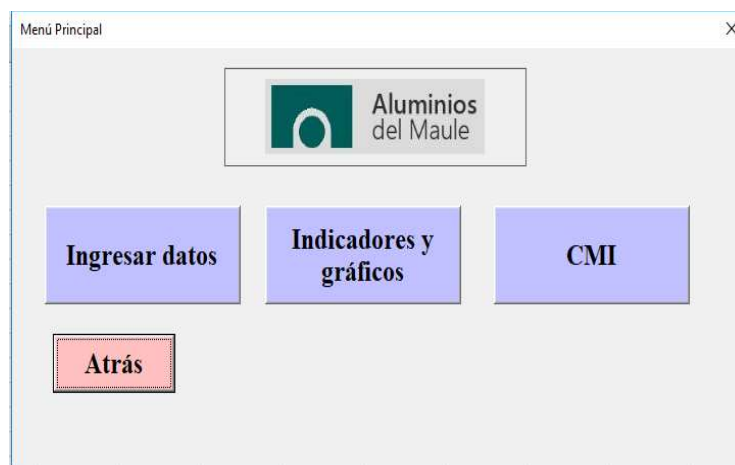 Menú Principal
X
Aluminios
del Maule
Ingresar datos
Indicadores y
gráficos
CMI
Atrás